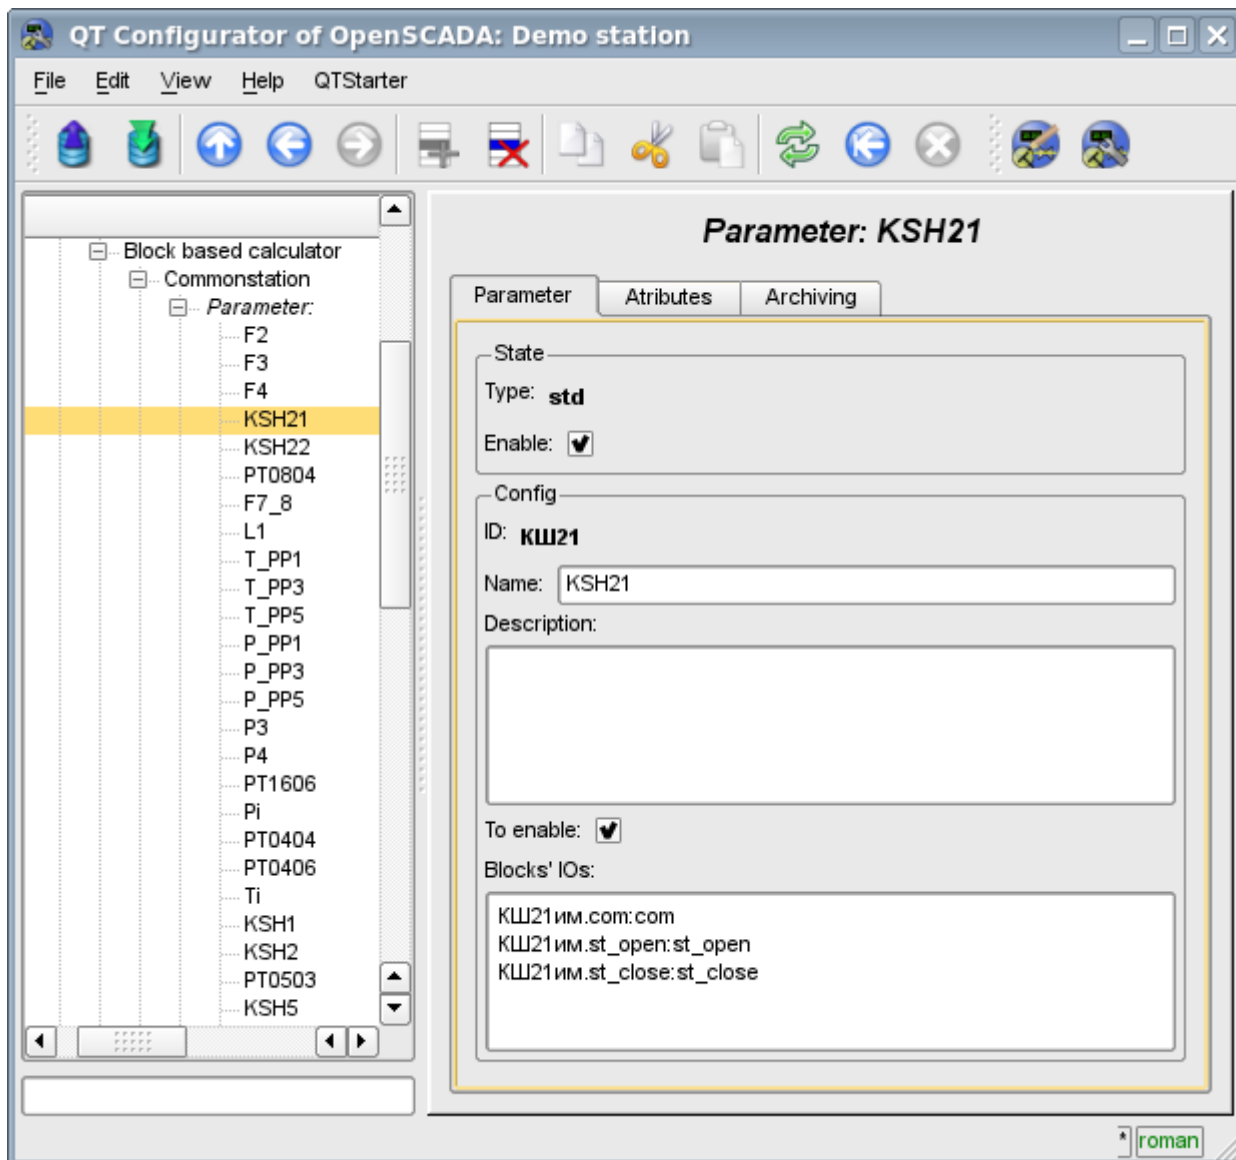 QT Configurator of OpenSCADA: Demo station
File Edit View Help QTStarter
Block based calculator
Commonstation
Parameter:
F2
F3
F4
KSH21
KSH22
PT0804
F7_8
L1
T_PP1
T_PP3
T_PP5
P_PP1
P_PP3
P_PP5
P3
P4
PT1606
Pi
PT0404
PT0406
Ti
KSH1
KSH2
PT0503
KSH5
Parameter: KSH21
Parameter Atributes Archiving
State
Type: std
Enable:
Config
ID: КШ21
Name: KSH21
Description:
To enable:
Blocks' IOs:
КШ21им.com:com
КШ21им.st_open:st_open
КШ21им.st_close:st_close
* roman